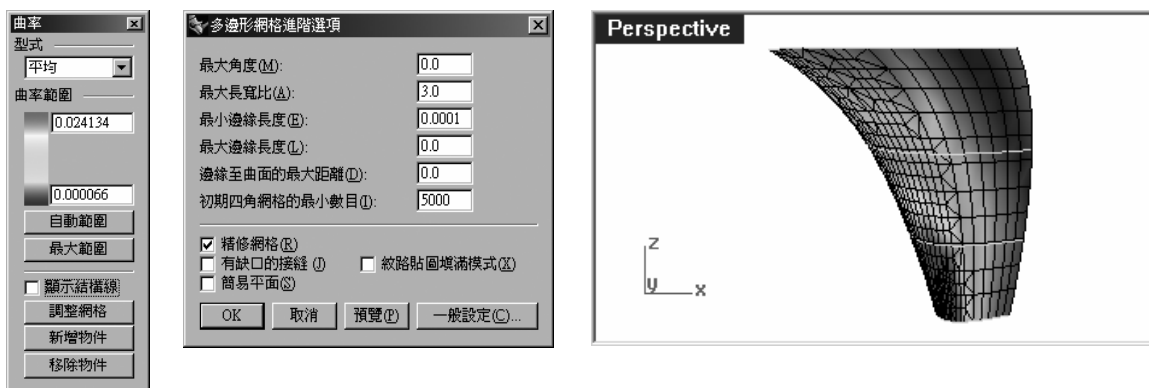 曲率
型式
平均
曲率範圍
0.024134
0.000066
自動範圍
最大範圍
顯示結構線
調整網格
新增物件
移除物件
多邊形網格進階選項
最大角度(M): 0.0
最大長寬比(A): 3.0
最小邊緣長度(E): 0.0001
最大邊緣長度(L): 0.0
邊緣至曲面的最大距離(D): 0.0
初期四角網格的最小數目(I): 5000
精修網格(R)
有缺口的接縫 (J) 紋路貼圖填滿模式(X)
簡易平面(S)
OK 取消 預覽(P) 一般設定(C)...
Perspective
z
y x